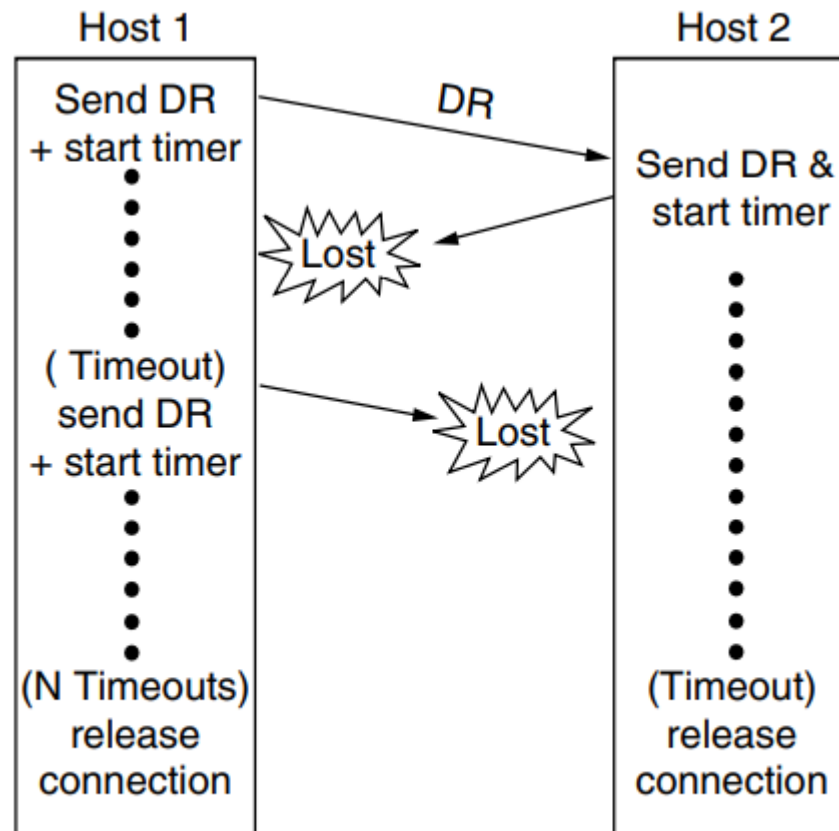 Host 1
Host 2
Send DR
+ start timer
DR
Send DR &
start timer
Lost
( Timeout)
send DR
+ start timer
Lost
(N Timeouts)
release
connection
(Timeout)
release
connection